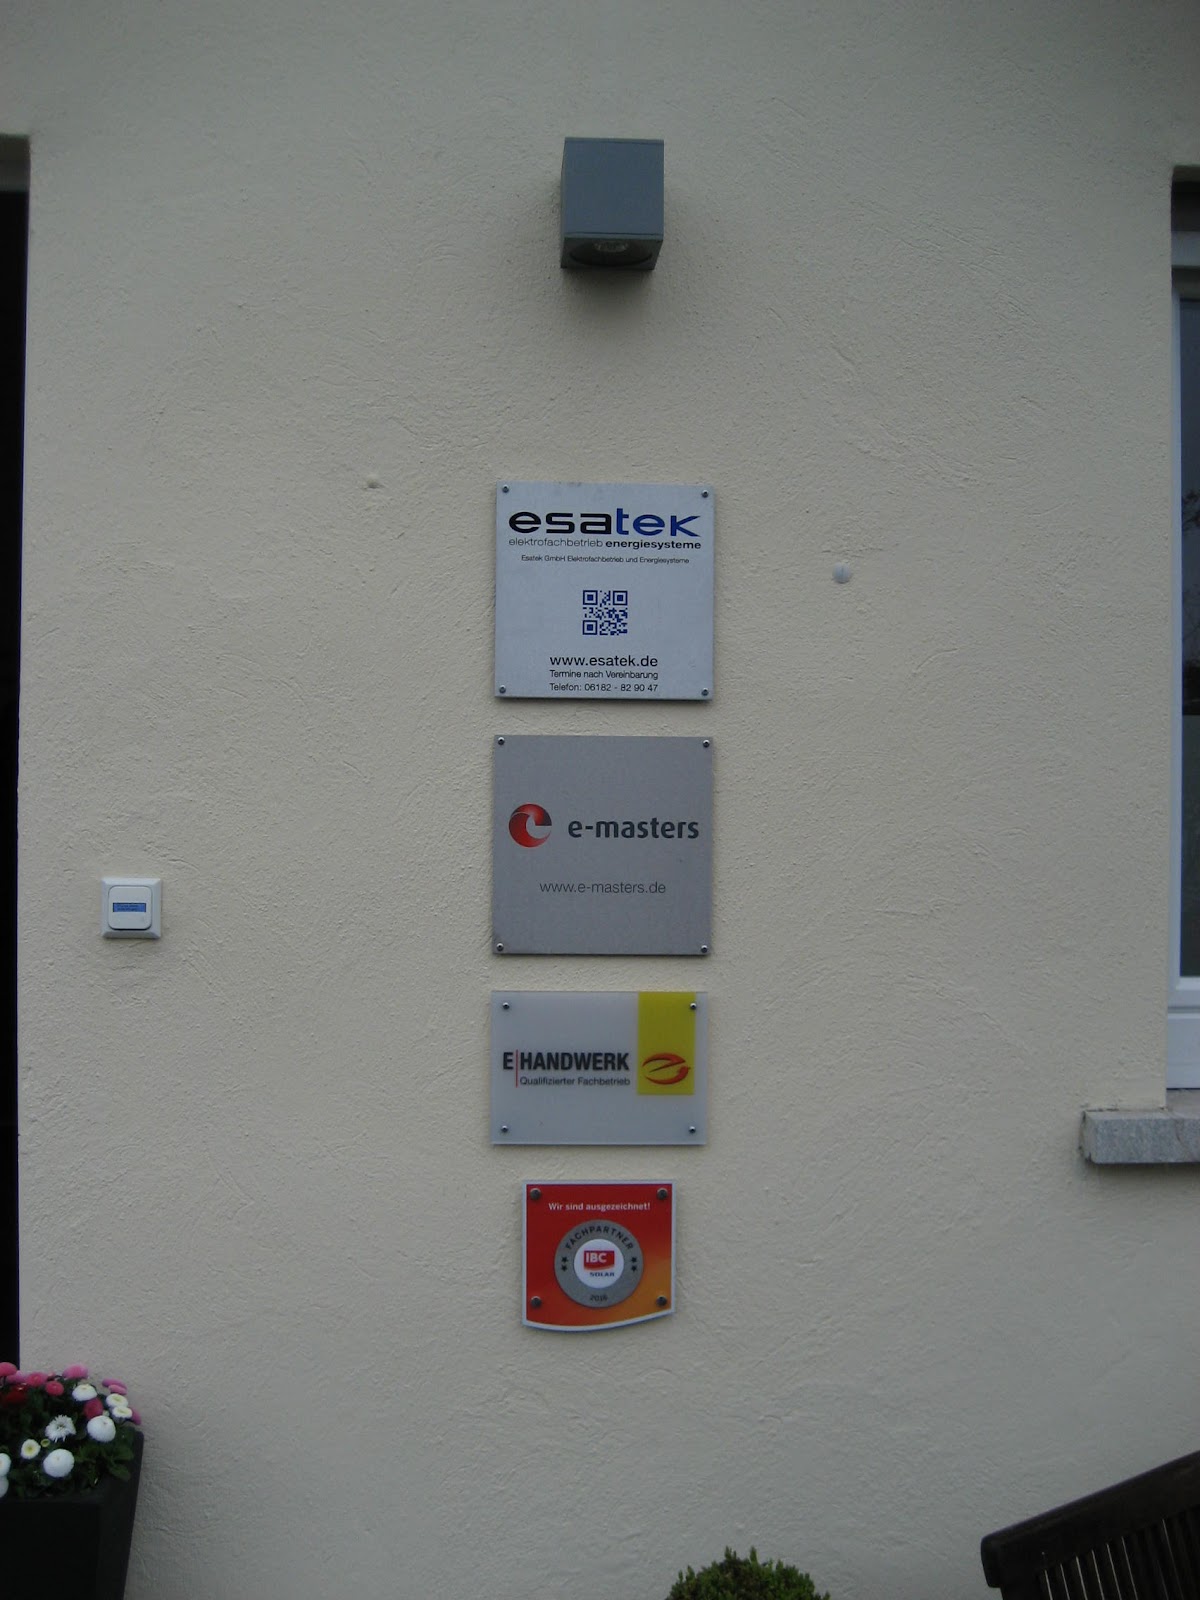 esatek
elektrofachbetrieb energiesysteme
Esatek GmbH Elektrofachbetrieb und Energiesysteme
www.esatek.de
Termine nach Vereinbarung
Telefon: 06182 - 82 90 47
e-masters
www.e-masters.de
E HANDWERK
Qualifizierter Fachbetrieb
Wir sind ausgezeichnet!
FACHPARTNER
IBC
SOLAR
2016